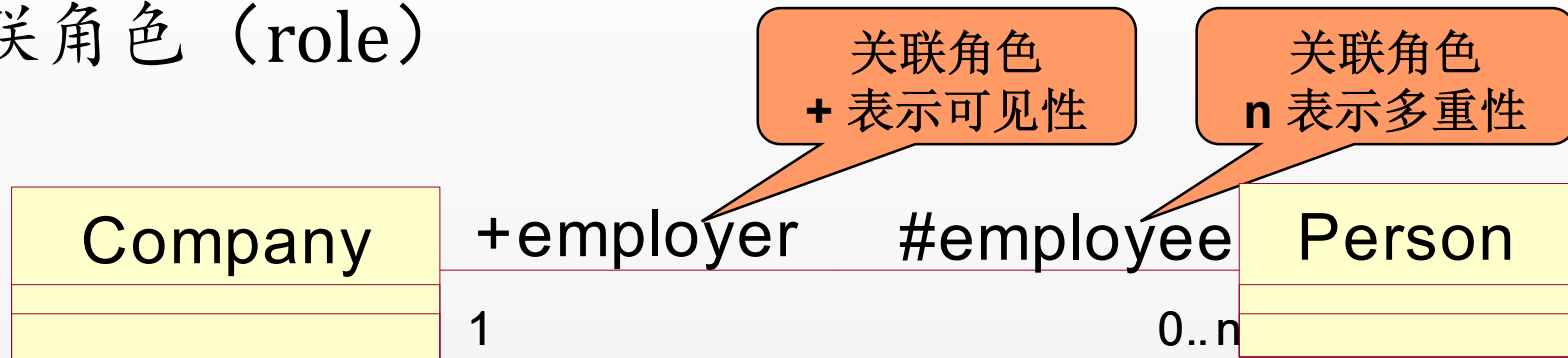 联角色（role）
关联角色
+ 表示可见性
关联角色
n 表示多重性
Company
+employer
#employee
Person
1
0..n